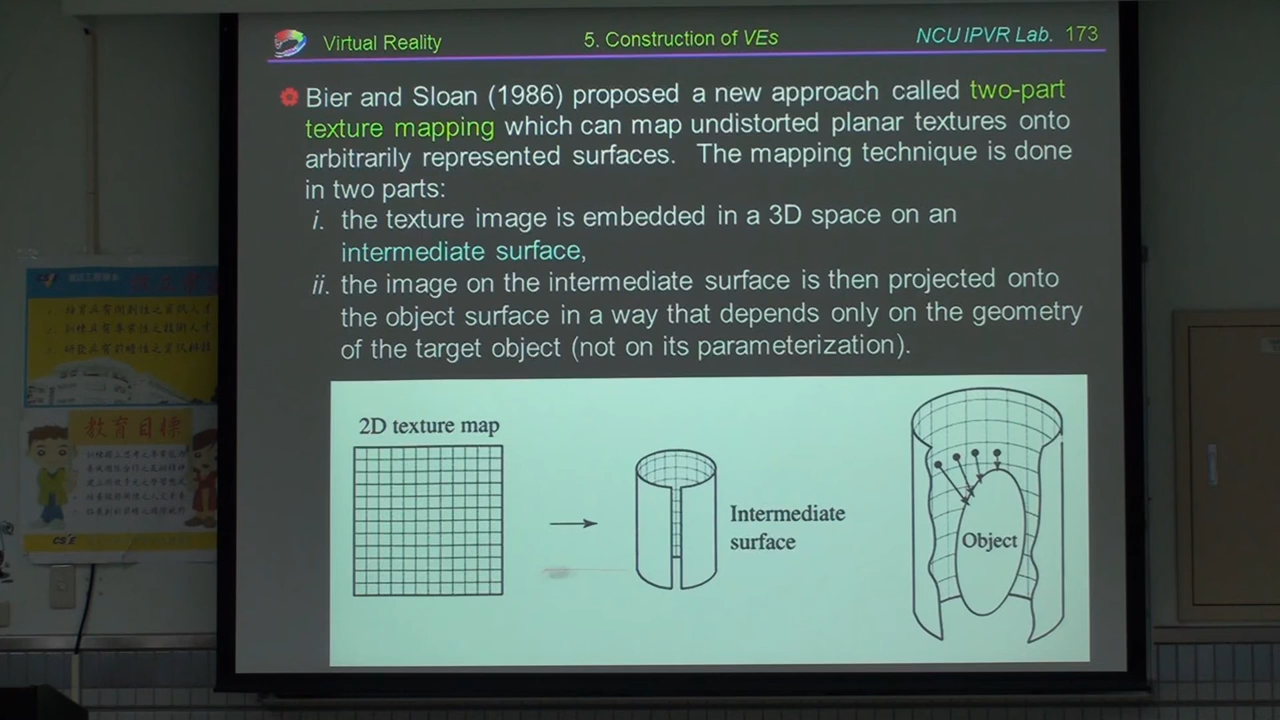 Virtual Reality
5. Construction of VEs
NCU IPVR Lab. 173
Bier and Sloan (1986) proposed a new approach called two-part
texture mapping which can map undistorted planar textures onto
arbitrarily represented surfaces. The mapping technique is done
in two parts:
i. the texture image is embedded in a 3D space on an
intermediate surface,
ii. the image on the intermediate surface is then projected onto
the object surface in a way that depends only on the geometry
of the target object (not on its parameterization).
2D texture map
Intermediate
surface
Object
教育目標
CSIE